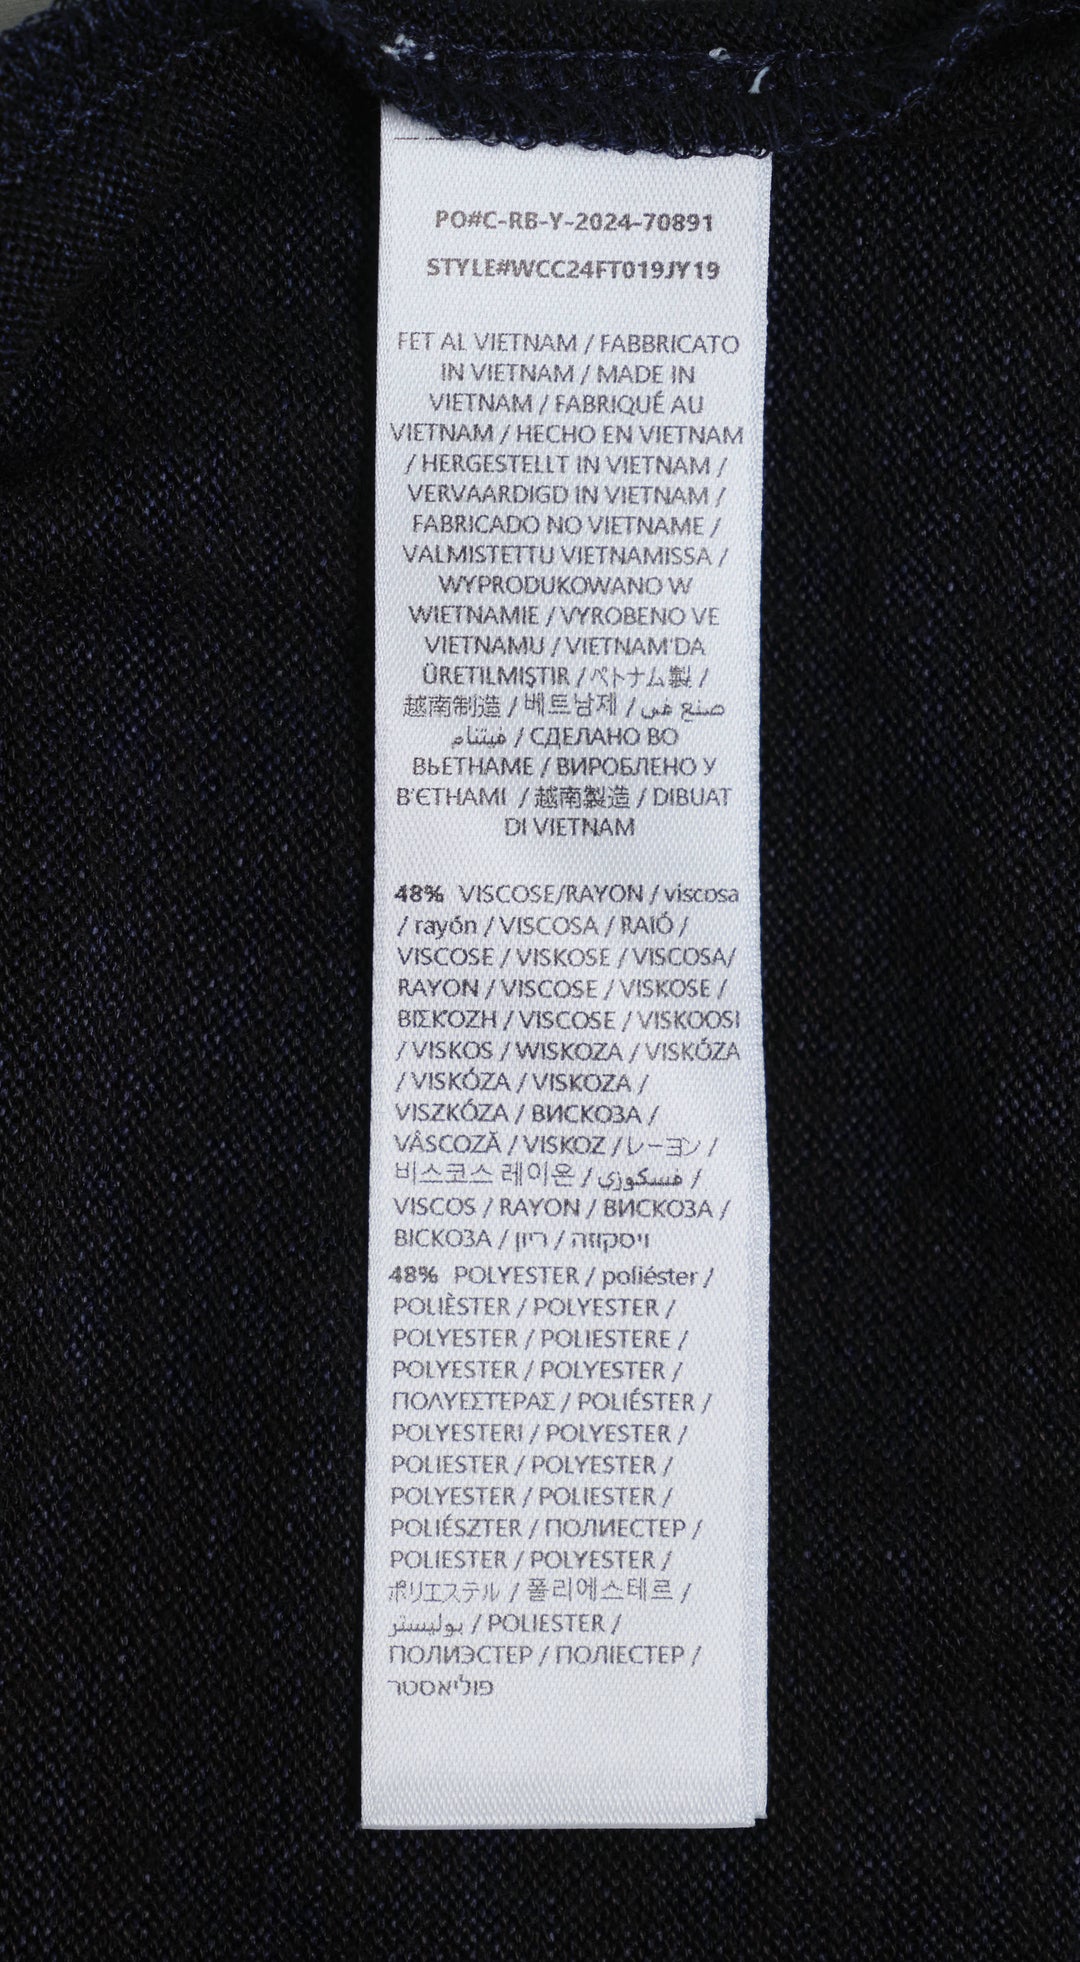 PO#C-RB-Y-2024-70891
STYLE#WCC24FT019JY19
FET AL VIETNAM / FABBRICATO
IN VIETNAM / MADE IN
VIETNAM / FABRIQUÉ AU
VIETNAM / HECHO EN VIETNAM
/ HERGESTELLT IN VIETNAM /
VERVAARDIGD IN VIETNAM /
FABRICADO NO VIETNAME /
VALMISTETTU VIETNAMISSA /
WYPRODUKOWANO W
WIETNAMIE / VYROBENO VE
VIETNAMU / VIETNAM'DA
ÜRETILMIŞTIR / ベトナム製 /
越南制造 / 베트남제 / صنع في
فيتنام / СДЕЛАНО ВО
ВЬЕТНАМЕ / ВИРОБЛЕНО У
В'ЄТНАМІ / 越南製造 / DIBUAT
DI VIETNAM
48% VISCOSE/RAYON / viscosa
/ rayón / VISCOSA / RAIÓ /
VISCOSE / VISKOSE / VISCOSA/
RAYON / VISCOSE / VISKOSE /
ΒΙΣΚΌΖΗ / VISCOSE / VISKOOSI
/ VISKOS / WISKOZA / VISKÓZA
/ VISKÓZA / VISKOZA /
VISZKÓZA / ВИСКОЗА /
VÂSCOZĂ / VISKOZ / レーヨン /
비스코스 레이온 / فسكوزي /
VISCOS / RAYON / ВИСКОЗА /
ВІСКОЗА / ריון / ויסקוזה
48% POLYESTER / poliéster /
POLIÈSTER / POLYESTER /
POLYESTER / POLIESTERE /
POLYESTER / POLYESTER /
ΠΟΛΥΕΣΤΕΡΑΣ / POLIÉSTER /
POLYESTERI / POLYESTER /
POLIESTER / POLYESTER /
POLYESTER / POLIESTER /
POLIÉSZTER / ПОЛИЕСТЕР /
POLIESTER / POLYESTER /
ポリエステル / 폴리에스테르 /
بوليستر / POLIESTER /
ПОЛИЭСТЕР / ПОЛІЕСТЕР /
פוליאסטר